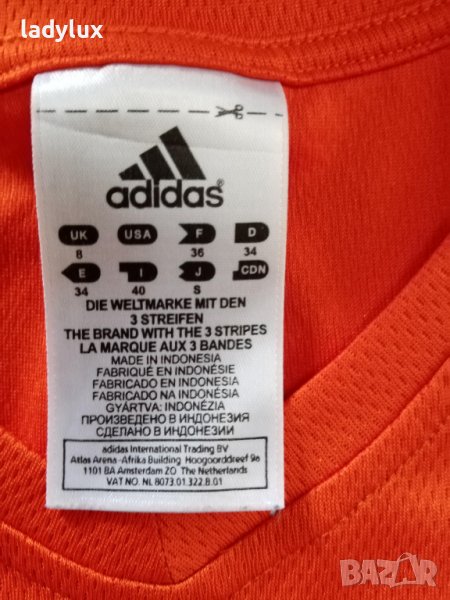 ladylux
adidas®
UK USA F D
8 36 34
E I J CDN
34 40 S
DIE WELTMARKE MIT DEN
3 STREIFEN
THE BRAND WITH THE 3 STRIPES
LA MARQUE AUX 3 BANDES
MADE IN INDONESIA
FABRIQUÉ EN INDONÉSIE
FABRICADO EN INDONESIA
FABRICADO NA INDONÉSIA
GYÁRTVA: INDONÉZIA
ПРОИЗВЕДЕНО В ИНДОНЕЗИЯ
СДЕЛАНО В ИНДОНЕЗИИ
adidas International Trading BV
Atlas Arena -Afrika Building Hoogoorddreef 9a
1101 BA Amsterdam ZO The Netherlands
VAT NO. NL 8073.01.322.B.01
BAZAR
bg